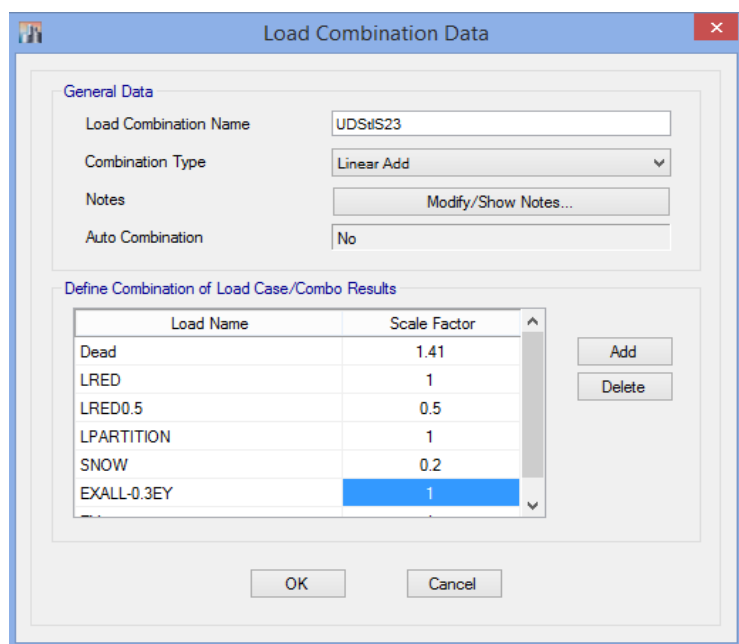 Load Combination Data
General Data
Load Combination Name UDStlS23
Combination Type Linear Add
Notes Modify/Show Notes...
Auto Combination No
Define Combination of Load Case/Combo Results
Load Name Scale Factor
Dead 1.41 Add
LRED 1 Delete
LRED0.5 0.5
LPARTITION 1
SNOW 0.2
EXALL-0.3EY 1
OK Cancel